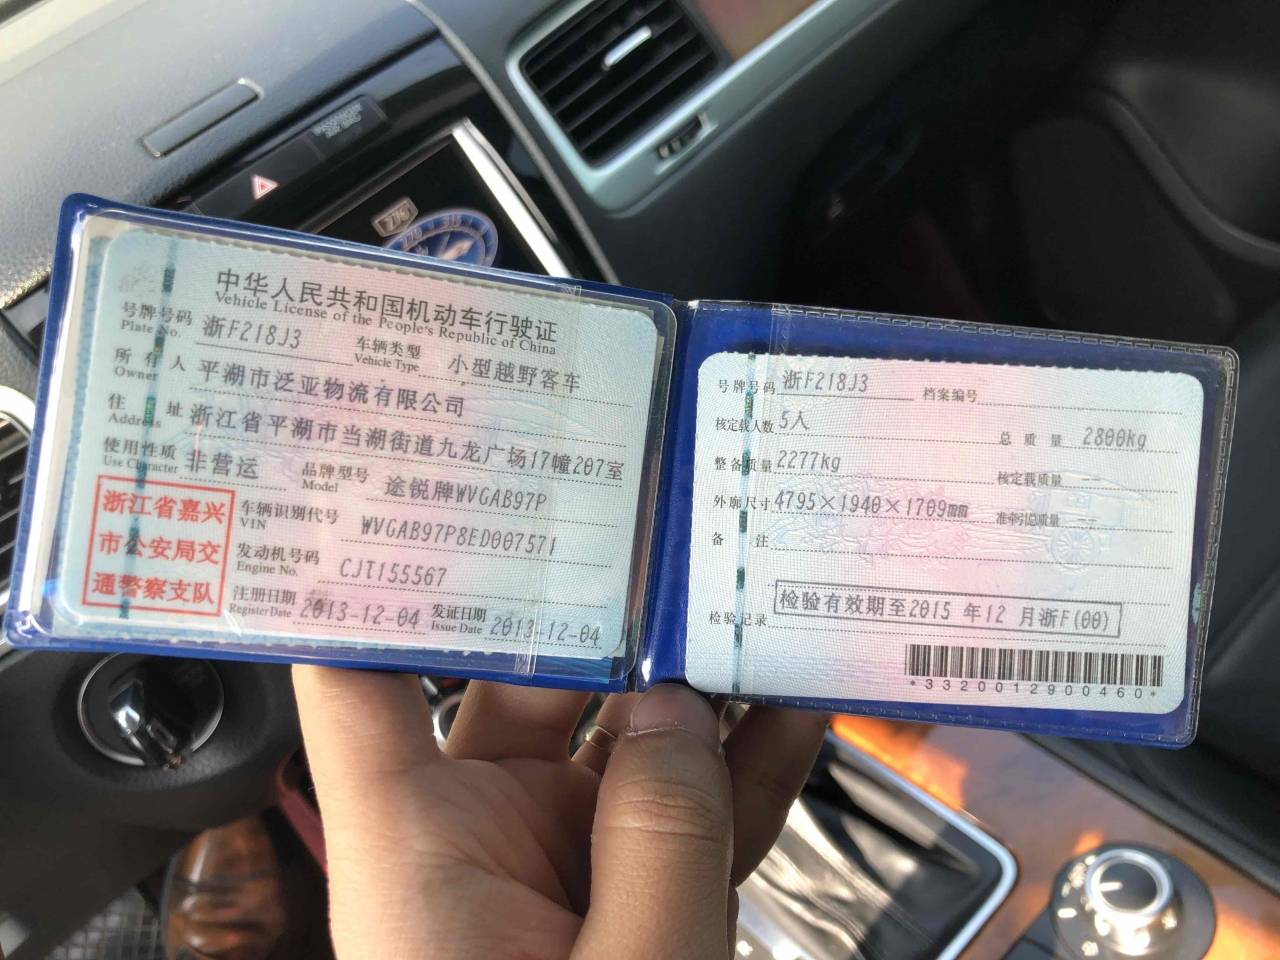 中华人民共和国机动车行驶证
Vehicle License of the People's Republic of China
号牌号码 浙F218J3 车辆类型 小型越野客车
Plate No. Vehicle Type
所有人 平湖市泛亚物流有限公司
Owner
住址 浙江省平湖市当湖街道九龙广场17幢207室
Address
使用性质 非营运 品牌型号 途锐牌WVGAB97P
Use Character Model
浙江省嘉兴
市公安局交
通警察支队
车辆识别代号 WVGAB97P8ED007571
VIN
发动机号码 CJT155567
Engine No.
注册日期 2013-12-04 发证日期 2013-12-04
Register Date Issue Date
号牌号码 浙F218J3 档案编号
核定载人数 5人 总质量 2800kg
整备质量 2277kg 核定载质量 --
外廓尺寸 4795×1940×1709mm 准牵引总质量 --
备注
检验记录 检验有效期至2015 年12 月浙F(00)
*3320012900460*